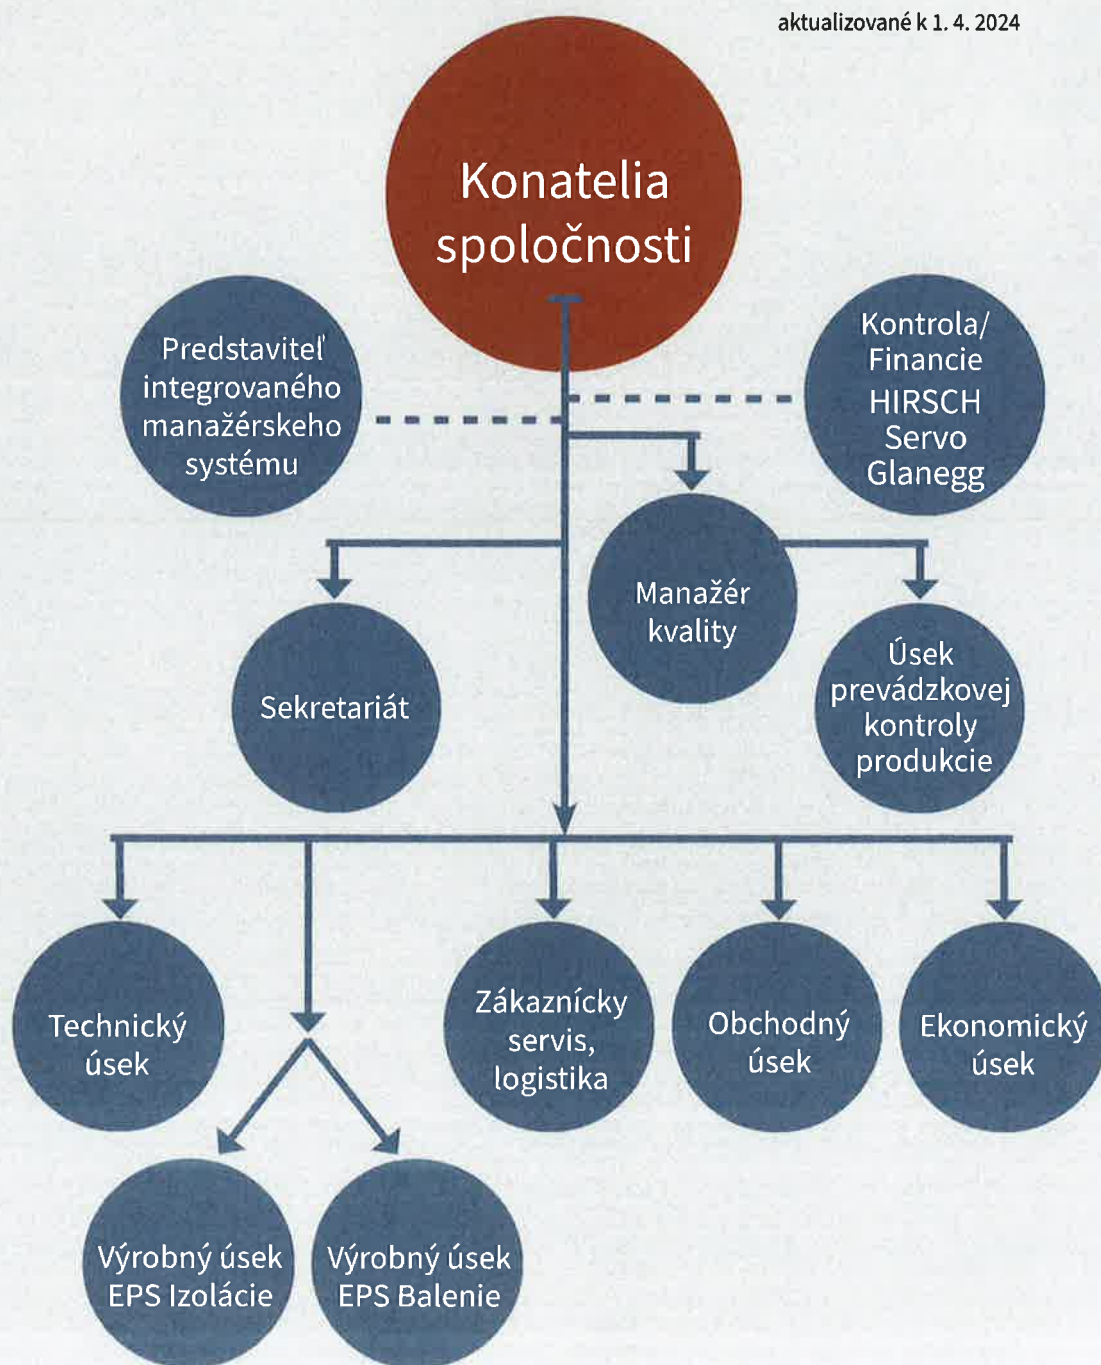 aktualizované k 1. 4. 2024
Konatelia
spoločnosti
Predstaviteľ
integrovaného
manažérskeho
systému
Kontrola/
Financie
HIRSCH
Servo
Glanegg
Manažér
kvality
Sekretariát
Úsek
prevádzkovej
kontroly
produkcie
Technický
úsek
Zákaznícky
servis,
logistika
Obchodný
úsek
Ekonomický
úsek
Výrobný úsek
EPS Izolácie
Výrobný úsek
EPS Balenie